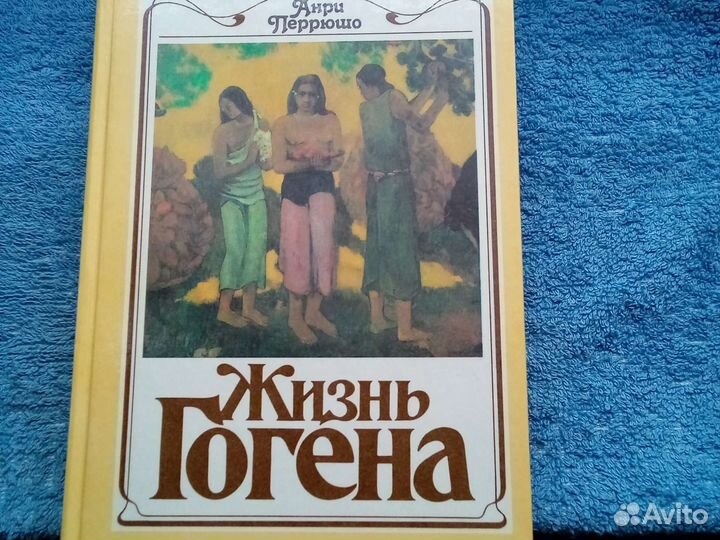 Анри
Перрюшо
Жизнь
Гогена
Avito